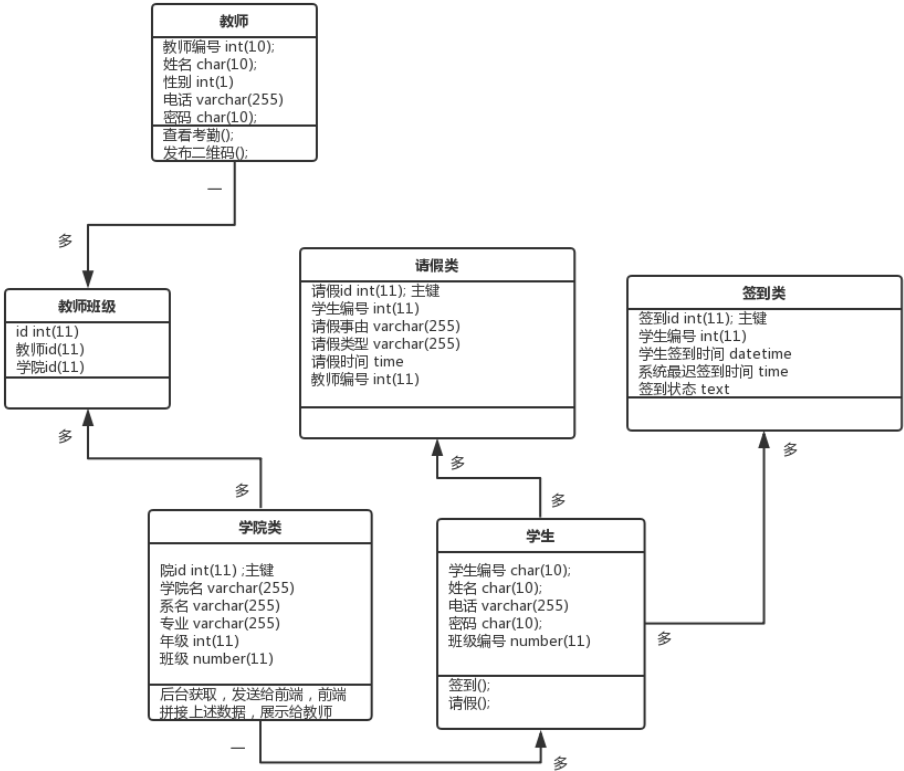 教师
教师编号 int(10);
姓名 char(10);
性别 int(1)
电话 varchar(255)
密码 char(10);
查看考勤();
发布二维码();
一
多
教师班级
id int(11)
教师id(11)
学院id(11)
多
多
请假类
请假id int(11); 主键
学生编号 int(11)
请假事由 varchar(255)
请假类型 varchar(255)
请假时间 time
教师编号 int(11)
多
多
签到类
签到id int(11); 主键
学生编号 int(11)
学生签到时间 datetime
系统最迟签到时间 time
签到状态 text
多
多
学院类
院id int(11) ;主键
学院名 varchar(255)
系名 varchar(255)
专业 varchar(255)
年级 int(11)
班级 number(11)
后台获取，发送给前端，前端
拼接上述数据，展示给教师
一
多
学生
学生编号 char(10);
姓名 char(10);
电话 varchar(255)
密码 char(10);
班级编号 number(11)
签到();
请假();